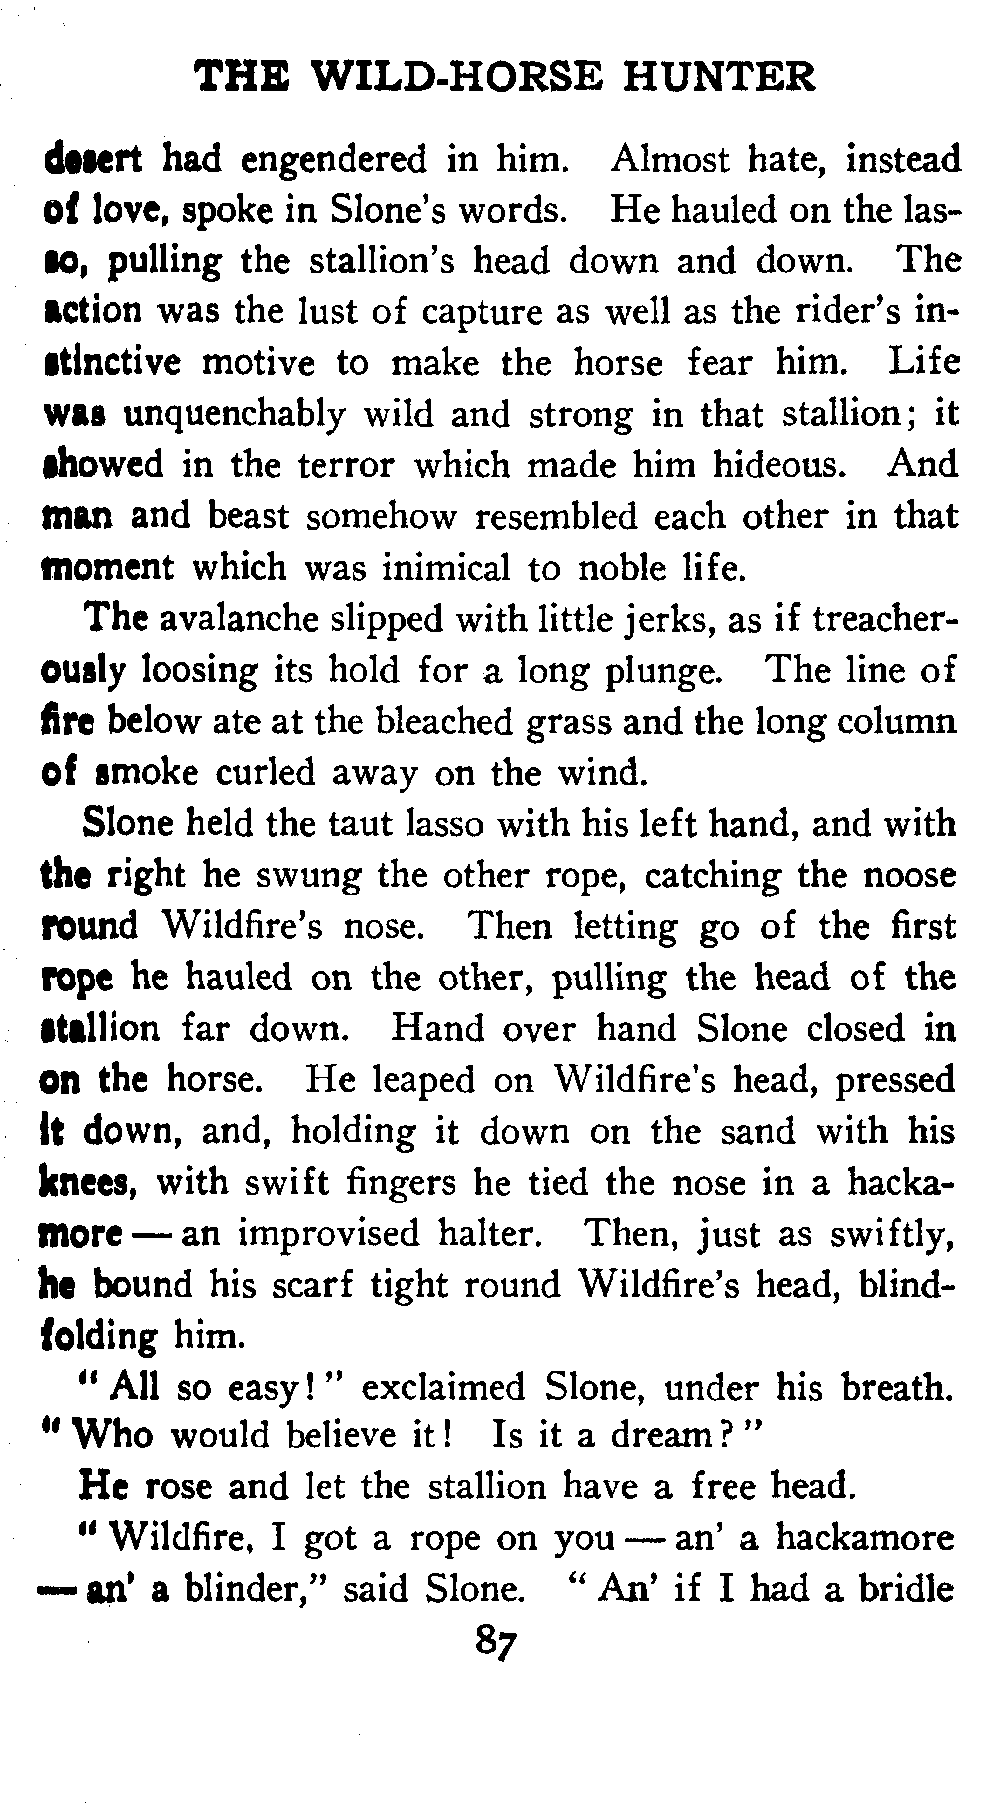 THE WILD-HORSE HUNTER
desert had engendered in him. Almost hate, instead
of love, spoke in Slone's words. He hauled on the las-
so, pulling the stallion's head down and down. The
action was the lust of capture as well as the rider's in-
stinctive motive to make the horse fear him. Life
was unquenchably wild and strong in that stallion; it
showed in the terror which made him hideous. And
man and beast somehow resembled each other in that
moment which was inimical to noble life.
The avalanche slipped with little jerks, as if treacher-
ously loosing its hold for a long plunge. The line of
fire below ate at the bleached grass and the long column
of smoke curled away on the wind.
Slone held the taut lasso with his left hand, and with
the right he swung the other rope, catching the noose
round Wildfire's nose. Then letting go of the first
rope he hauled on the other, pulling the head of the
stallion far down. Hand over hand Slone closed in
on the horse. He leaped on Wildfire's head, pressed
it down, and, holding it down on the sand with his
knees, with swift fingers he tied the nose in a hacka-
more — an improvised halter. Then, just as swiftly,
he bound his scarf tight round Wildfire's head, blind-
folding him.
" All so easy! " exclaimed Slone, under his breath.
" Who would believe it! Is it a dream? "
He rose and let the stallion have a free head.
" Wildfire, I got a rope on you — an' a hackamore
— an' a blinder," said Slone. " An' if I had a bridle
87